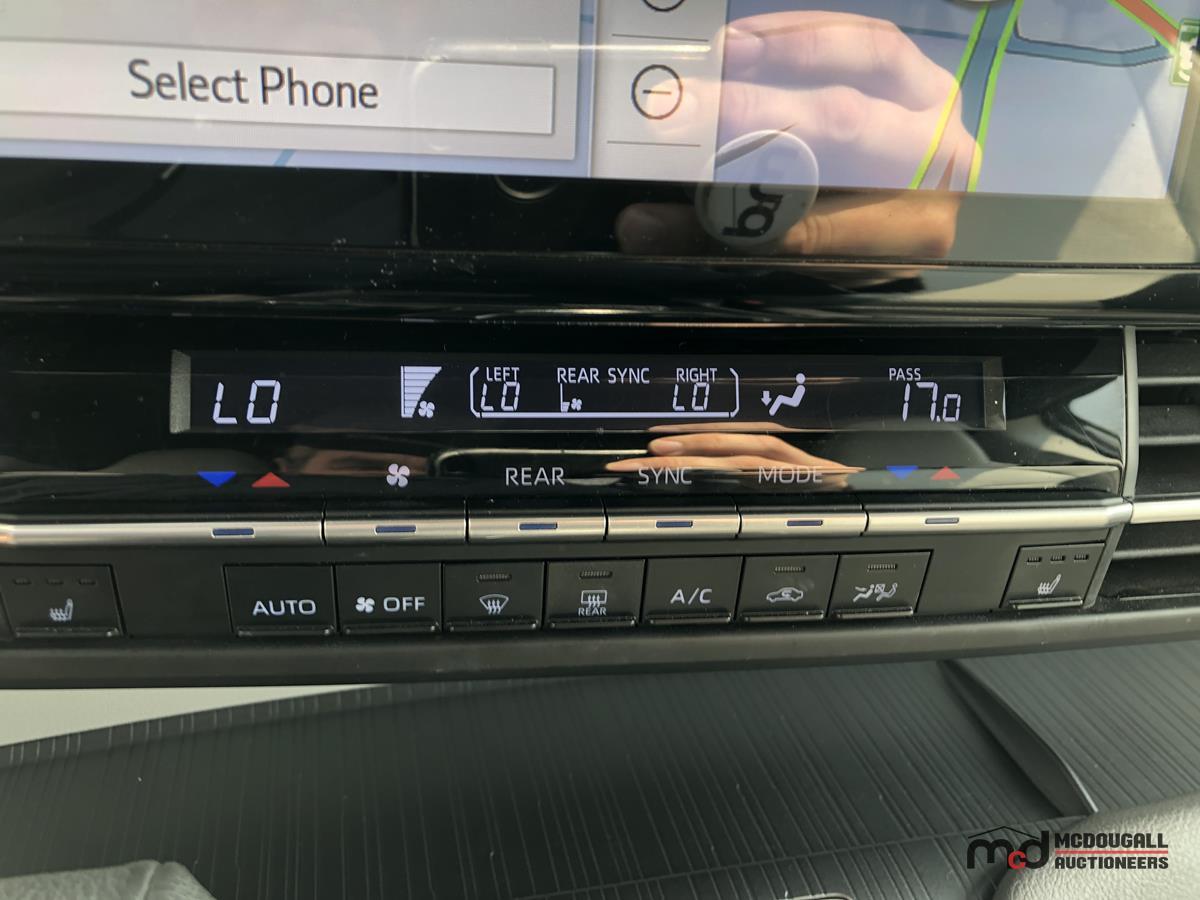 Select Phone
LO
LEFT
LO
REAR SYNC
RIGHT
LO
PASS
17.0
REAR
SYNC
MODE
AUTO
OFF
REAR
A/C
mcd MCDOUGALL
AUCTIONEERS